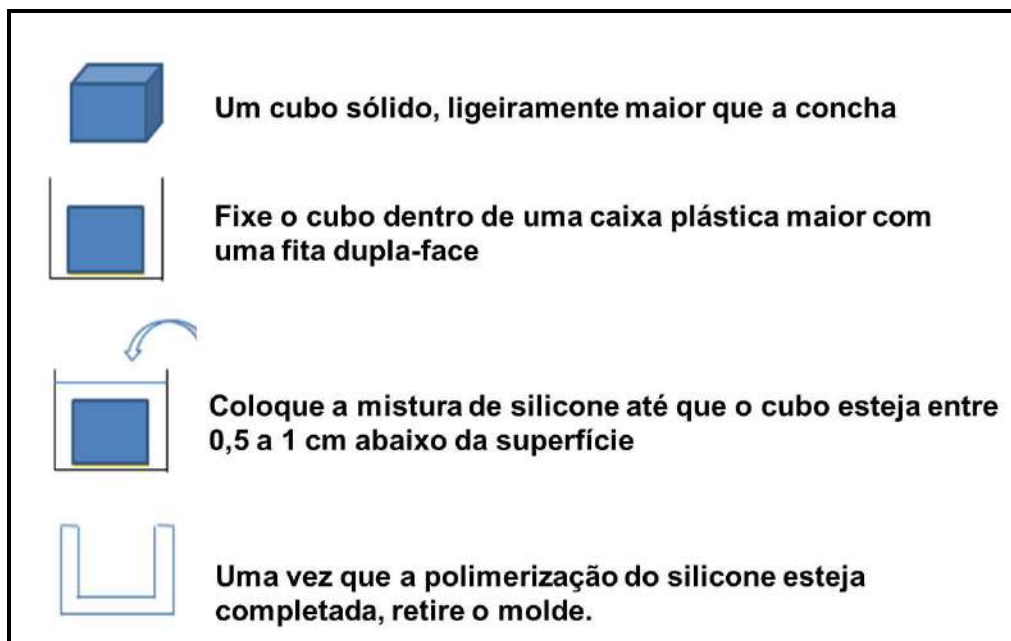 Um cubo sólido, ligeiramente maior que a concha
Fixe o cubo dentro de uma caixa plástica maior com
uma fita dupla-face
Coloque a mistura de silicone até que o cubo esteja entre
0,5 a 1 cm abaixo da superfície
Uma vez que a polimerização do silicone esteja
completada, retire o molde.